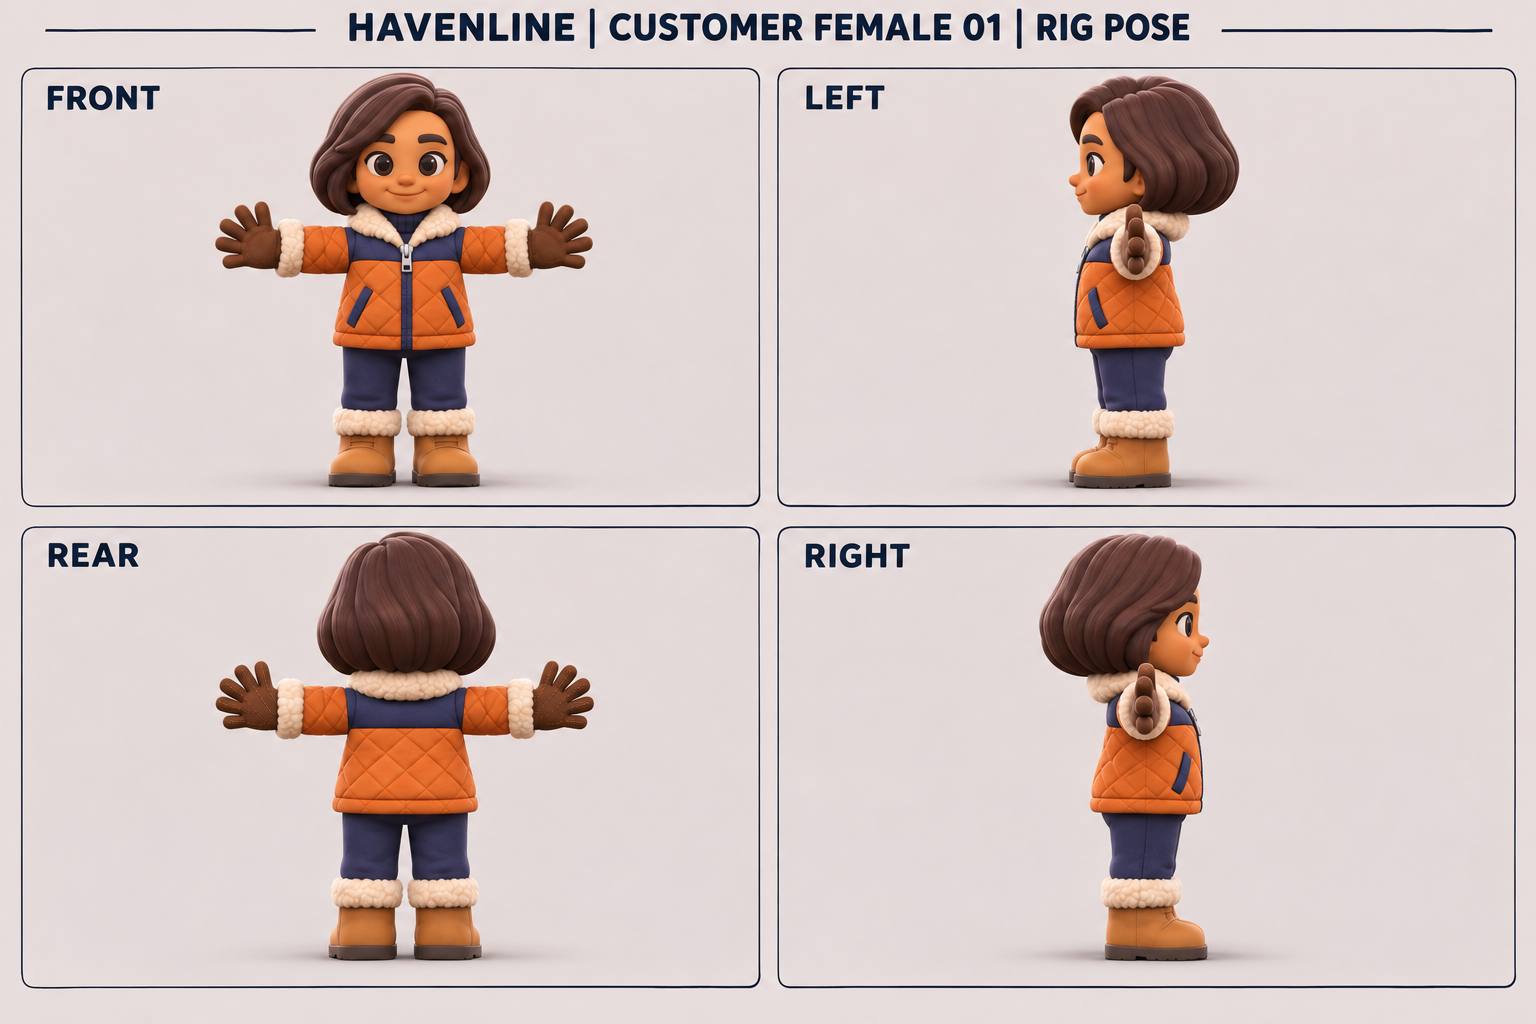 HAVENLINE | CUSTOMER FEMALE 01 | RIG POSE
FRONT
LEFT
REAR
RIGHT